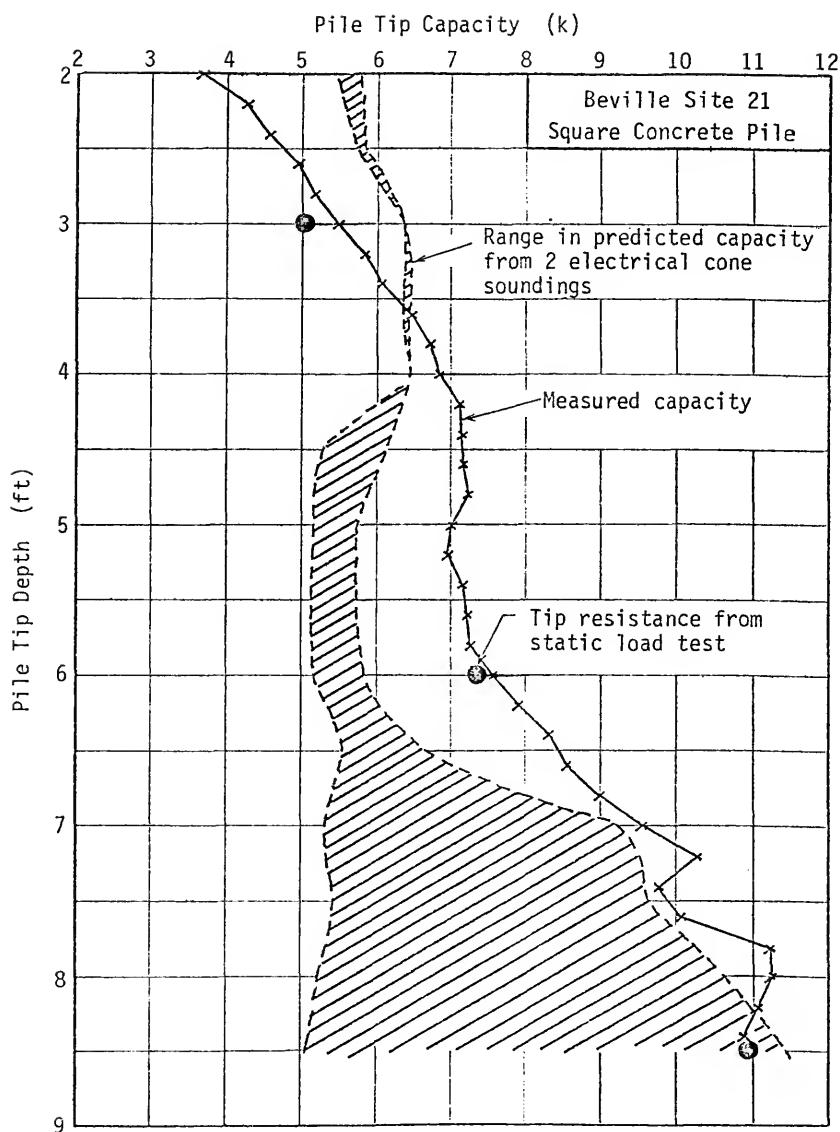 Pile Tip Capacity (k)
2 3 4 5 6 7 8 9 10 11 12
2
Beville Site 21
Square Concrete Pile
3
Range in predicted capacity
from 2 electrical cone
soundings
4
Measured capacity
Pile Tip Depth (ft)
5
Tip resistance from
static load test
6
7
8
9